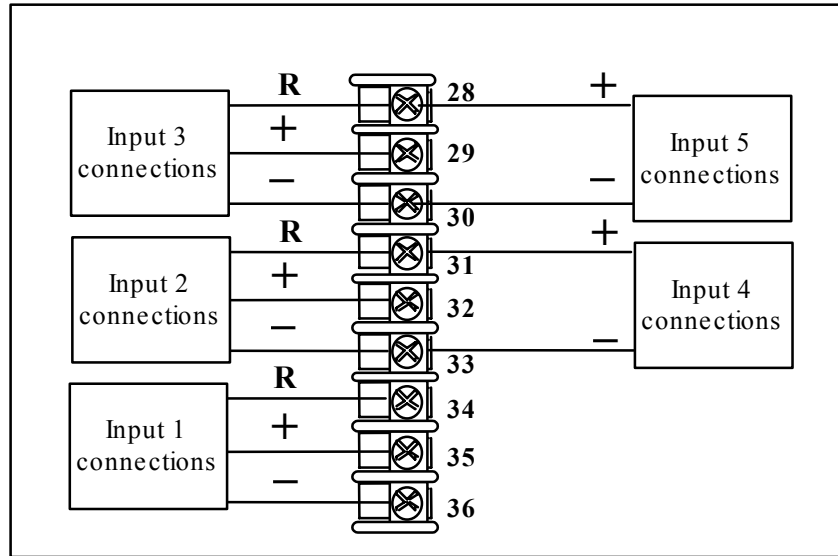 R
+
−
Input 3
connections
R
+
−
Input 2
connections
R
+
−
Input 1
connections
28
29
30
31
32
33
34
35
36
+
−
Input 5
connections
+
−
Input 4
connections